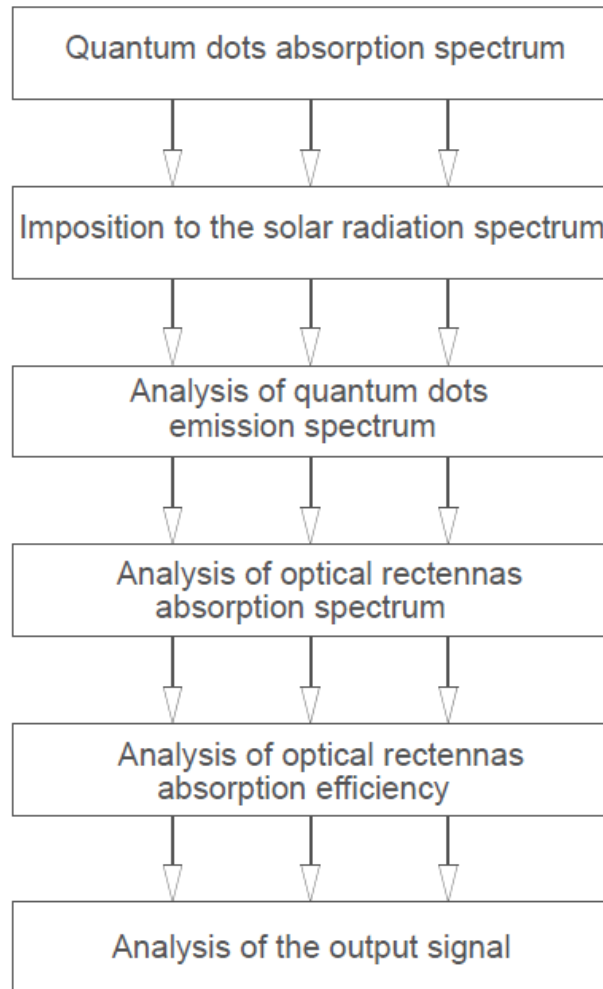 Quantum dots absorption spectrum
Imposition to the solar radiation spectrum
Analysis of quantum dots
emission spectrum
Analysis of optical rectennas
absorption spectrum
Analysis of optical rectennas
absorption efficiency
Analysis of the output signal